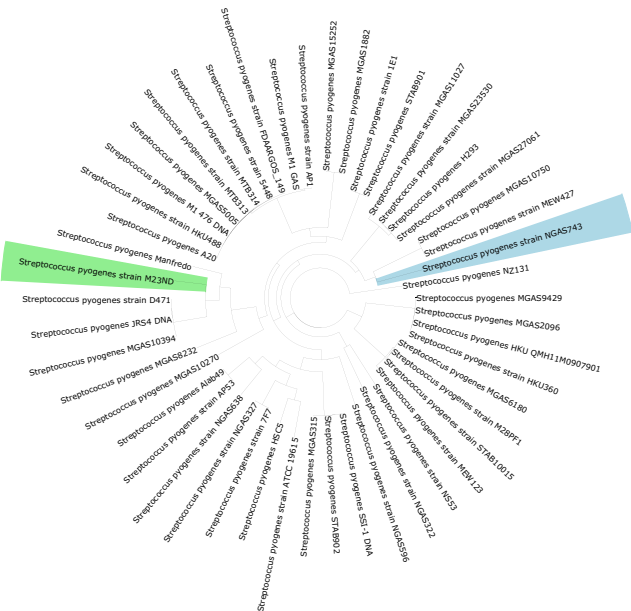 Streptococcus pyogenes MGAS15252
Streptococcus pyogenes MGAS1882
Streptococcus pyogenes strain 1E1
Streptococcus pyogenes STAB901
Streptococcus pyogenes strain MGAS11027
Streptococcus pyogenes strain MGAS23530
Streptococcus pyogenes H293
Streptococcus pyogenes strain MGAS27061
Streptococcus pyogenes MGAS10750
Streptococcus pyogenes strain MEW427
Streptococcus pyogenes strain NGAS743
Streptococcus pyogenes NZ131
Streptococcus pyogenes MGAS9429
Streptococcus pyogenes MGAS2096
Streptococcus pyogenes HKU QMH11M0907901
Streptococcus pyogenes strain HKU360
Streptococcus pyogenes MGAS6180
Streptococcus pyogenes strain M28PF1
Streptococcus pyogenes strain STAB10015
Streptococcus pyogenes strain MEW123
Streptococcus pyogenes strain NS53
Streptococcus pyogenes strain NGAS322
Streptococcus pyogenes strain NGAS596
Streptococcus pyogenes SSI-1 DNA
Streptococcus pyogenes STAB902
Streptococcus pyogenes MGAS315
Streptococcus pyogenes strain ATCC 19615
Streptococcus pyogenes HSC5
Streptococcus pyogenes strain 7F7
Streptococcus pyogenes strain NGAS327
Streptococcus pyogenes strain NGAS638
Streptococcus pyogenes strain AP53
Streptococcus pyogenes Alab49
Streptococcus pyogenes MGAS10270
Streptococcus pyogenes MGAS8232
Streptococcus pyogenes MGAS10394
Streptococcus pyogenes JRS4 DNA
Streptococcus pyogenes strain D471
Streptococcus pyogenes strain M23ND
Streptococcus pyogenes Manfredo
Streptococcus pyogenes A20
Streptococcus pyogenes strain HKU488
Streptococcus pyogenes M1 476 DNA
Streptococcus pyogenes MGAS5005
Streptococcus pyogenes strain MTB313
Streptococcus pyogenes strain MTB314
Streptococcus pyogenes strain 5448
Streptococcus pyogenes strain FDAARGOS_149
Streptococcus pyogenes M1 GAS
Streptococcus pyogenes strain AP1